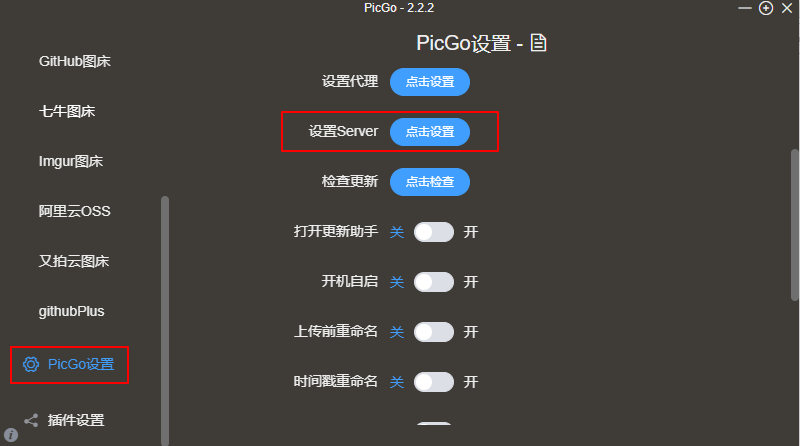 PicGo - 2.2.2
GitHub图床
七牛图床
Imgur图床
阿里云OSS
又拍云图床
githubPlus
PicGo设置
插件设置
PicGo设置 -
设置代理 点击设置
设置Server 点击设置
检查更新 点击检查
打开更新助手 关 开
开机自启 关 开
上传前重命名 关 开
时间戳重命名 关 开